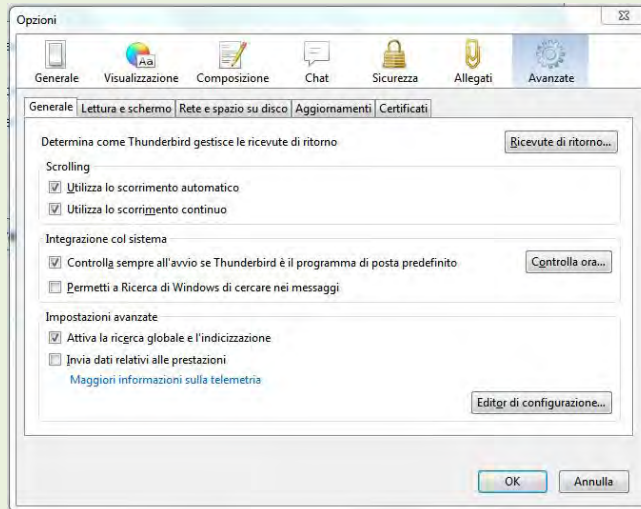 Opzioni
Aa
Generale Visualizzazione Composizione Chat Sicurezza Allegati Avanzate
Generale Lettura e schermo Rete e spazio su disco Aggiornamenti Certificati
Determina come Thunderbird gestisce le ricevute di ritorno Ricevute di ritorno...
Scrolling
Utilizza lo scorrimento automatico
Utilizza lo scorrimento continuo
Integrazione col sistema
Controlla sempre all'avvio se Thunderbird è il programma di posta predefinito Controlla ora...
Permetti a Ricerca di Windows di cercare nei messaggi
Impostazioni avanzate
Attiva la ricerca globale e l'indicizzazione
Invia dati relativi alle prestazioni
Maggiori informazioni sulla telemetria
Editor di configurazione...
OK Annulla